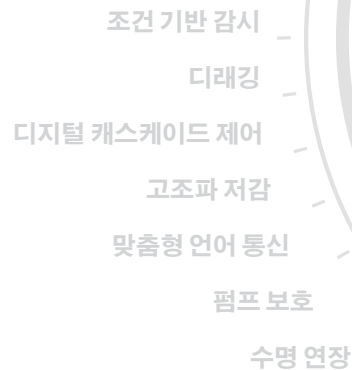 조건 기반 감시
디래깅
디지털 캐스케이드 제어
고조파 저감
맞춤형 언어 통신
펌프 보호
수명 연장